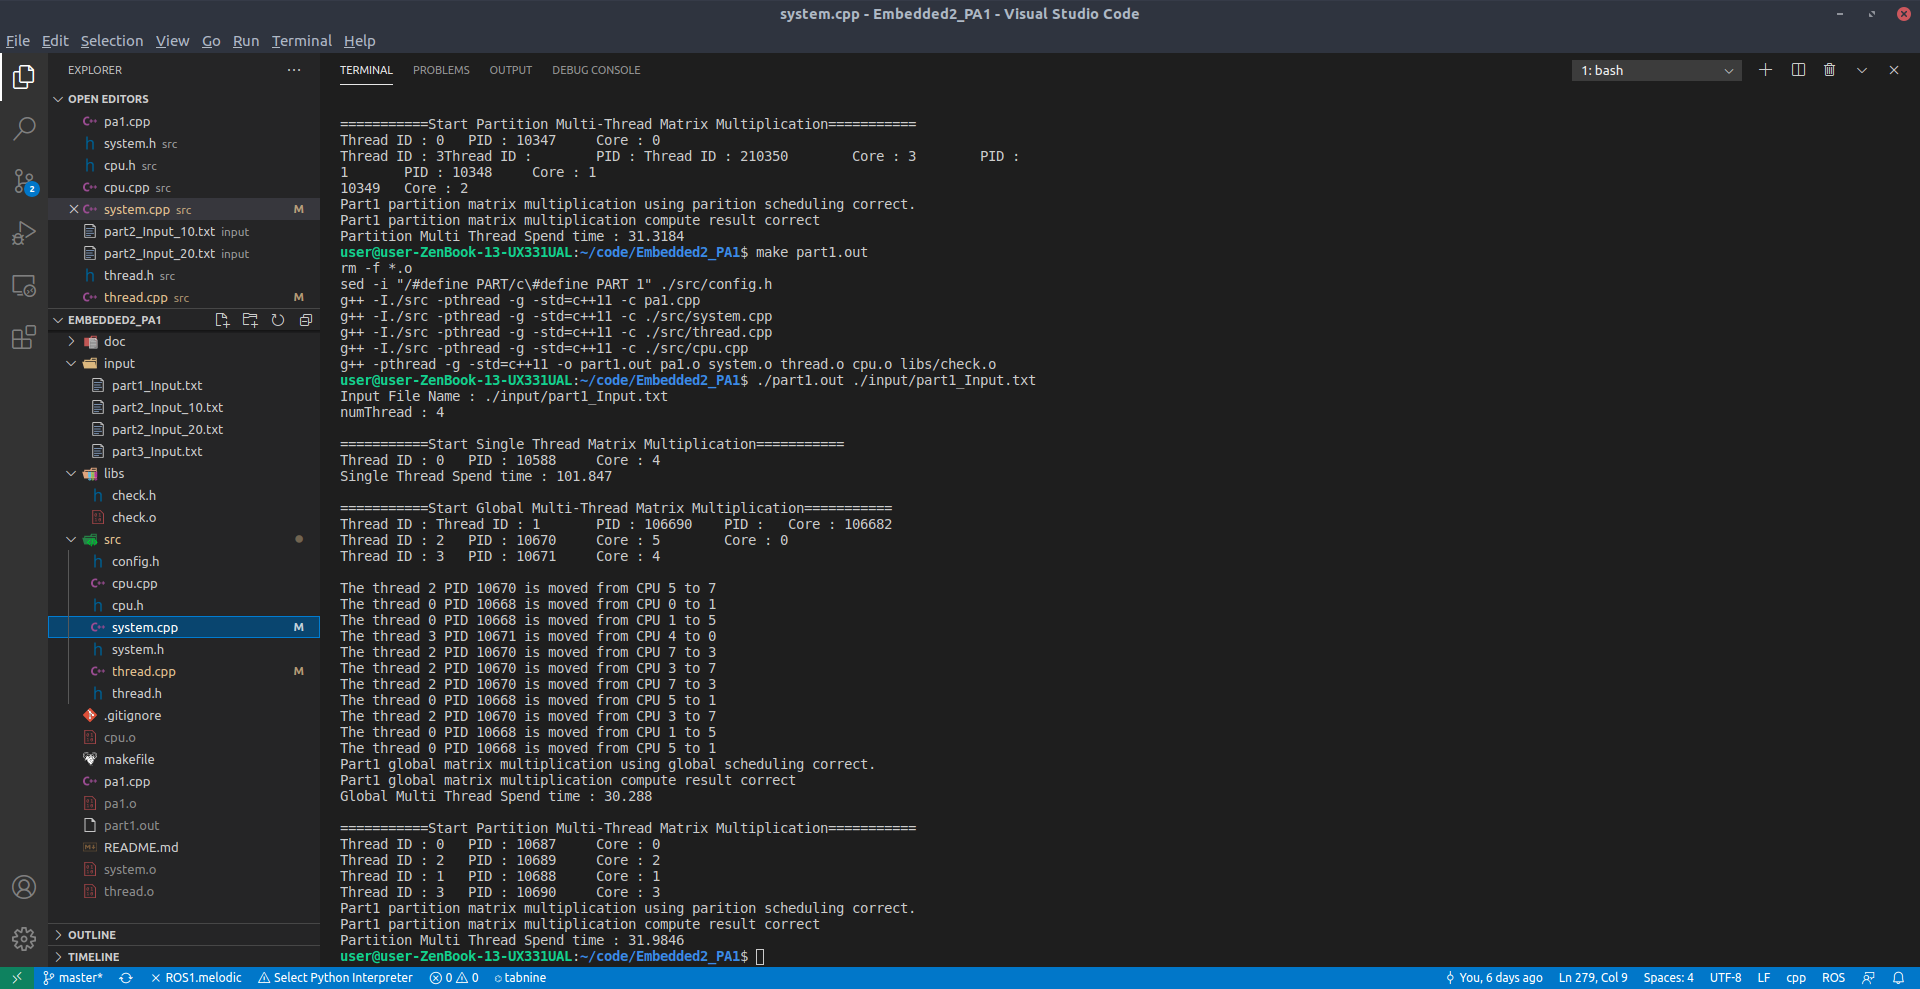 system.cpp - Embedded2_PA1 - Visual Studio Code
File Edit Selection View Go Run Terminal Help
EXPLORER
OPEN EDITORS
pa1.cpp
system.h src
cpu.h src
cpu.cpp src
system.cpp src M
part2_Input_10.txt input
part2_Input_20.txt input
thread.h src
thread.cpp src M
EMBEDDED2_PA1
doc
input
part1_Input.txt
part2_Input_10.txt
part2_Input_20.txt
part3_Input.txt
libs
check.h
check.o
src
config.h
cpu.cpp
cpu.h
system.cpp M
system.h
thread.cpp M
thread.h
.gitignore
cpu.o
makefile
pa1.cpp
pa1.o
part1.out
README.md
system.o
thread.o
OUTLINE
TIMELINE
2
TERMINAL PROBLEMS OUTPUT DEBUG CONSOLE
1: bash
===========Start Partition Multi-Thread Matrix Multiplication===========
Thread ID : 0 PID : 10347 Core : 0
Thread ID : 3Thread ID : PID : Thread ID : 210350 Core : 3 PID :
1 PID : 10348 Core : 1
10349 Core : 2
Part1 partition matrix multiplication using parition scheduling correct.
Part1 partition matrix multiplication compute result correct
Partition Multi Thread Spend time : 31.3184
user@user-ZenBook-13-UX331UAL:~/code/Embedded2_PA1$ make part1.out
rm -f *.o
sed -i "/#define PART/c\#define PART 1" ./src/config.h
g++ -I./src -pthread -g -std=c++11 -c pa1.cpp
g++ -I./src -pthread -g -std=c++11 -c ./src/system.cpp
g++ -I./src -pthread -g -std=c++11 -c ./src/thread.cpp
g++ -I./src -pthread -g -std=c++11 -c ./src/cpu.cpp
g++ -pthread -g -std=c++11 -o part1.out pa1.o system.o thread.o cpu.o libs/check.o
user@user-ZenBook-13-UX331UAL:~/code/Embedded2_PA1$ ./part1.out ./input/part1_Input.txt
Input File Name : ./input/part1_Input.txt
numThread : 4
===========Start Single Thread Matrix Multiplication===========
Thread ID : 0 PID : 10588 Core : 4
Single Thread Spend time : 101.847
===========Start Global Multi-Thread Matrix Multiplication===========
Thread ID : Thread ID : 1 PID : 106690 PID : Core : 106682
Thread ID : 2 PID : 10670 Core : 5 Core : 0
Thread ID : 3 PID : 10671 Core : 4
The thread 2 PID 10670 is moved from CPU 5 to 7
The thread 0 PID 10668 is moved from CPU 0 to 1
The thread 0 PID 10668 is moved from CPU 1 to 5
The thread 3 PID 10671 is moved from CPU 4 to 0
The thread 2 PID 10670 is moved from CPU 7 to 3
The thread 2 PID 10670 is moved from CPU 3 to 7
The thread 2 PID 10670 is moved from CPU 7 to 3
The thread 0 PID 10668 is moved from CPU 5 to 1
The thread 2 PID 10670 is moved from CPU 3 to 7
The thread 0 PID 10668 is moved from CPU 1 to 5
The thread 0 PID 10668 is moved from CPU 5 to 1
Part1 global matrix multiplication using global scheduling correct.
Part1 global matrix multiplication compute result correct
Global Multi Thread Spend time : 30.288
===========Start Partition Multi-Thread Matrix Multiplication===========
Thread ID : 0 PID : 10687 Core : 0
Thread ID : 2 PID : 10689 Core : 2
Thread ID : 1 PID : 10688 Core : 1
Thread ID : 3 PID : 10690 Core : 3
Part1 partition matrix multiplication using parition scheduling correct.
Part1 partition matrix multiplication compute result correct
Partition Multi Thread Spend time : 31.9846
user@user-ZenBook-13-UX331UAL:~/code/Embedded2_PA1$
master* ROS1.melodic Select Python Interpreter 0 0 tabnine You, 6 days ago Ln 279, Col 9 Spaces: 4 UTF-8 LF cpp ROS